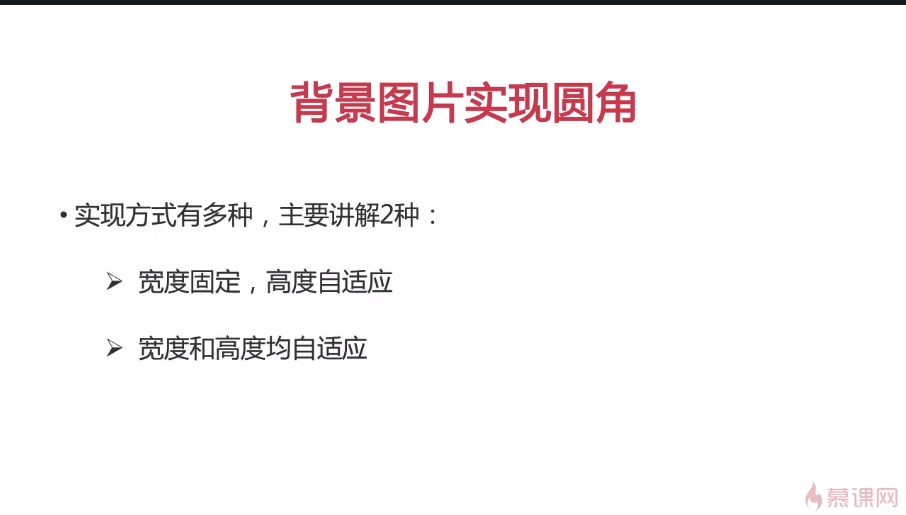 背景图片实现圆角
• 实现方式有多种，主要讲解2种：
➢ 宽度固定，高度自适应
➢ 宽度和高度均自适应
慕课网